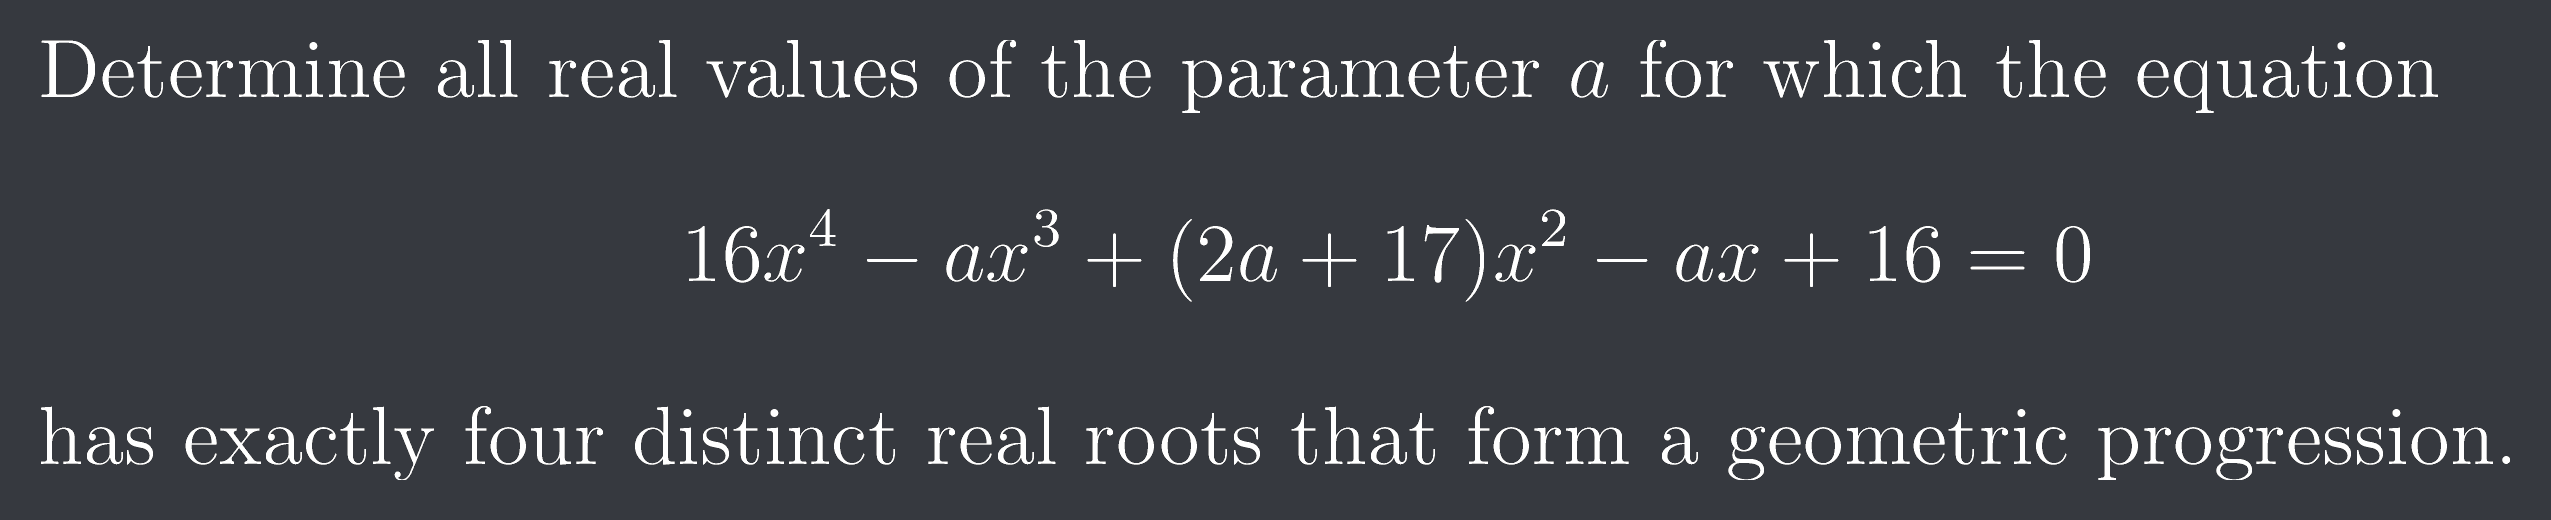 Determine all real values of the parameter a for which the equation
16x⁴ − ax³ + (2a + 17)x² − ax + 16 = 0
has exactly four distinct real roots that form a geometric progression.